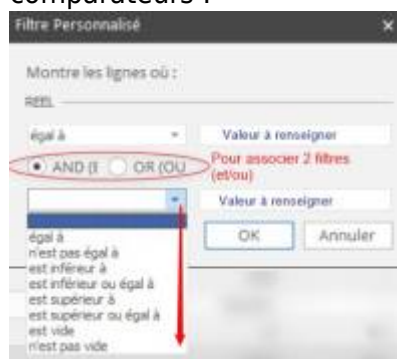 comparateurs :
Filtre Personnalisé ×
Montre les lignes où :
REEL
égal à Valeur à renseigner
AND (E OR (OU Pour associer 2 filtres
(et/ou)
Valeur à renseigner
OK Annuler
égal à
n'est pas égal à
est inféreur à
est inférieur ou égal à
est supérieur à
est supérieur ou égal à
est vide
n'est pas vide